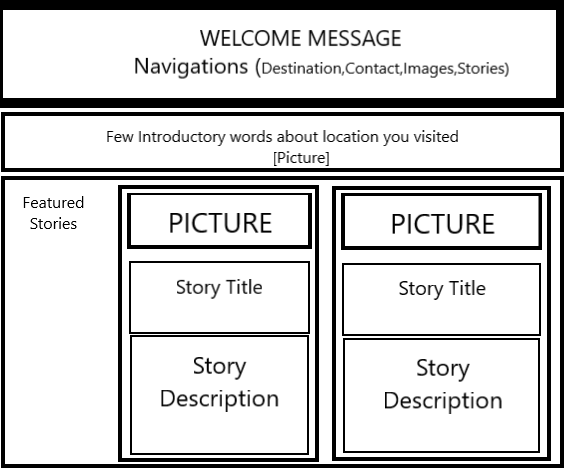 WELCOME MESSAGE
Navigations (Destination,Contact,Images,Stories)
Few Introductory words about location you visited
[Picture]
Featured
Stories
PICTURE
Story Title
Story
Description
PICTURE
Story Title
Story
Description